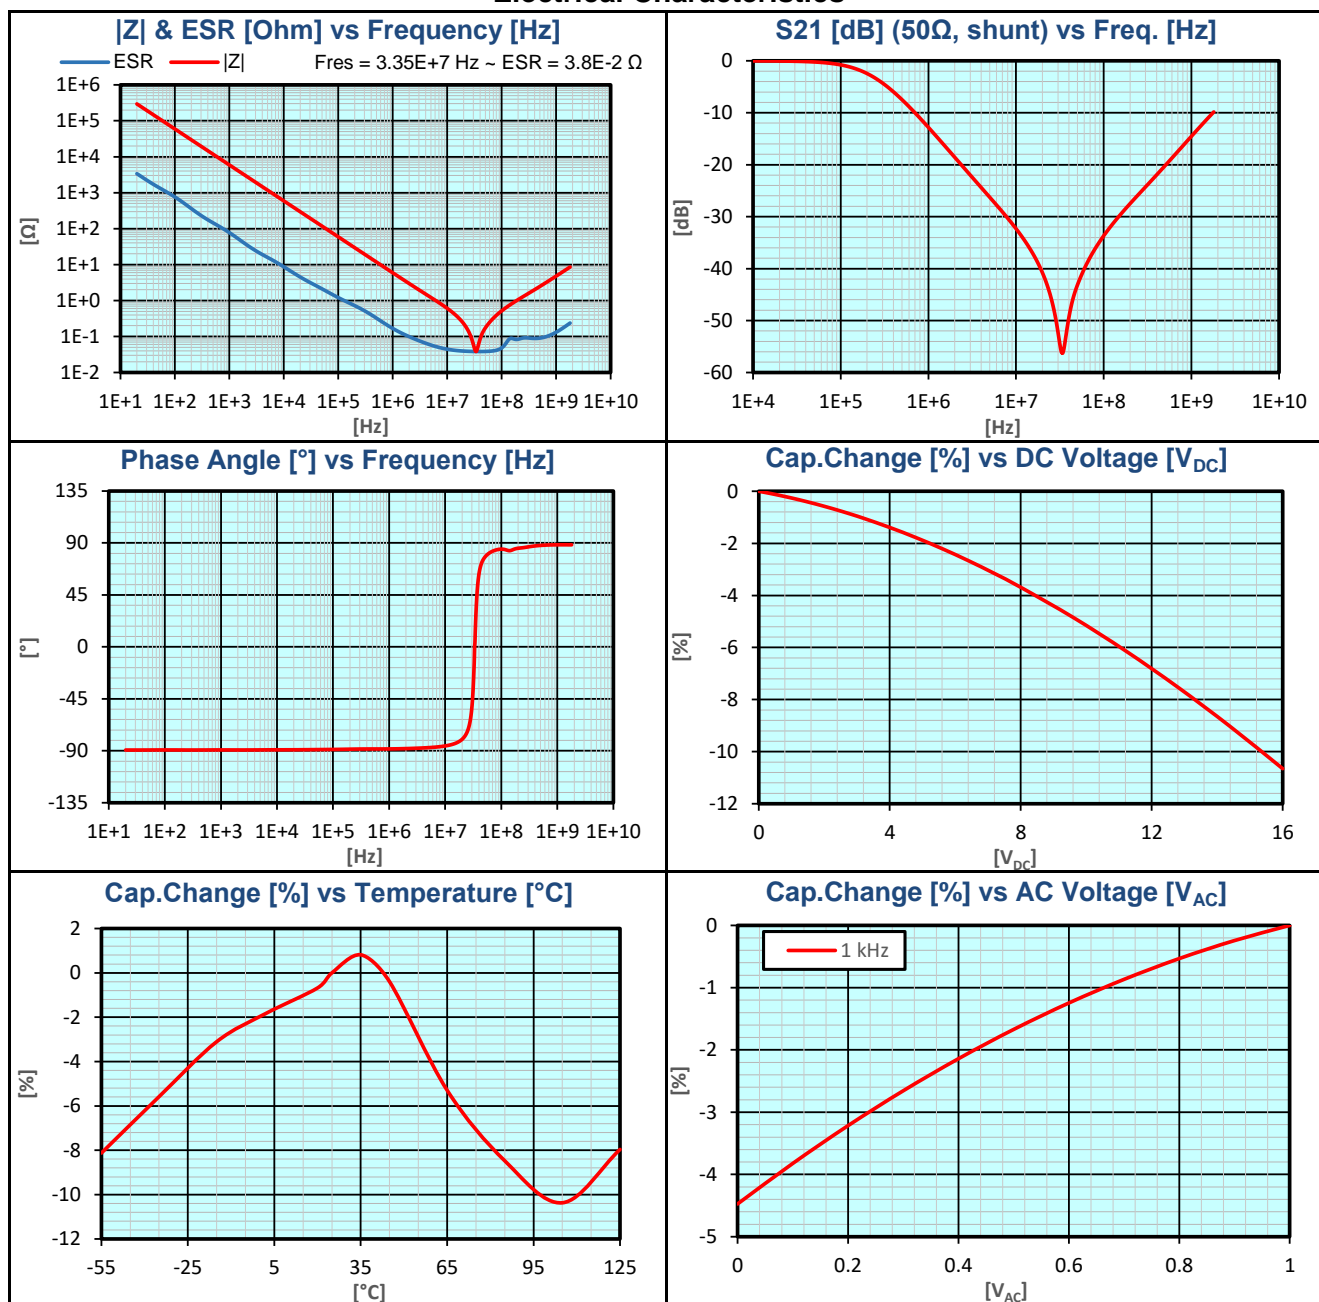 Electrical Characteristics
|Z| & ESR [Ohm] vs Frequency [Hz]
ESR |Z| Fres = 3.35E+7 Hz ~ ESR = 3.8E-2 Ω
1E+6
1E+5
1E+4
1E+3
1E+2
1E+1
1E+0
1E-1
1E-2
[Ω]
1E+1 1E+2 1E+3 1E+4 1E+5 1E+6 1E+7 1E+8 1E+9 1E+10
[Hz]
S21 [dB] (50Ω, shunt) vs Freq. [Hz]
0
-10
-20
-30
-40
-50
-60
[dB]
1E+4 1E+5 1E+6 1E+7 1E+8 1E+9 1E+10
[Hz]
Phase Angle [°] vs Frequency [Hz]
135
90
45
0
-45
-90
-135
[°]
1E+1 1E+2 1E+3 1E+4 1E+5 1E+6 1E+7 1E+8 1E+9 1E+10
[Hz]
Cap.Change [%] vs DC Voltage [VDC]
0
-2
-4
-6
-8
-10
-12
[%]
0 4 8 12 16
[VDC]
Cap.Change [%] vs Temperature [°C]
2
0
-2
-4
-6
-8
-10
-12
[%]
-55 -25 5 35 65 95 125
[°C]
Cap.Change [%] vs AC Voltage [VAC]
1 kHz
0
-1
-2
-3
-4
-5
[%]
0 0.2 0.4 0.6 0.8 1
[VAC]